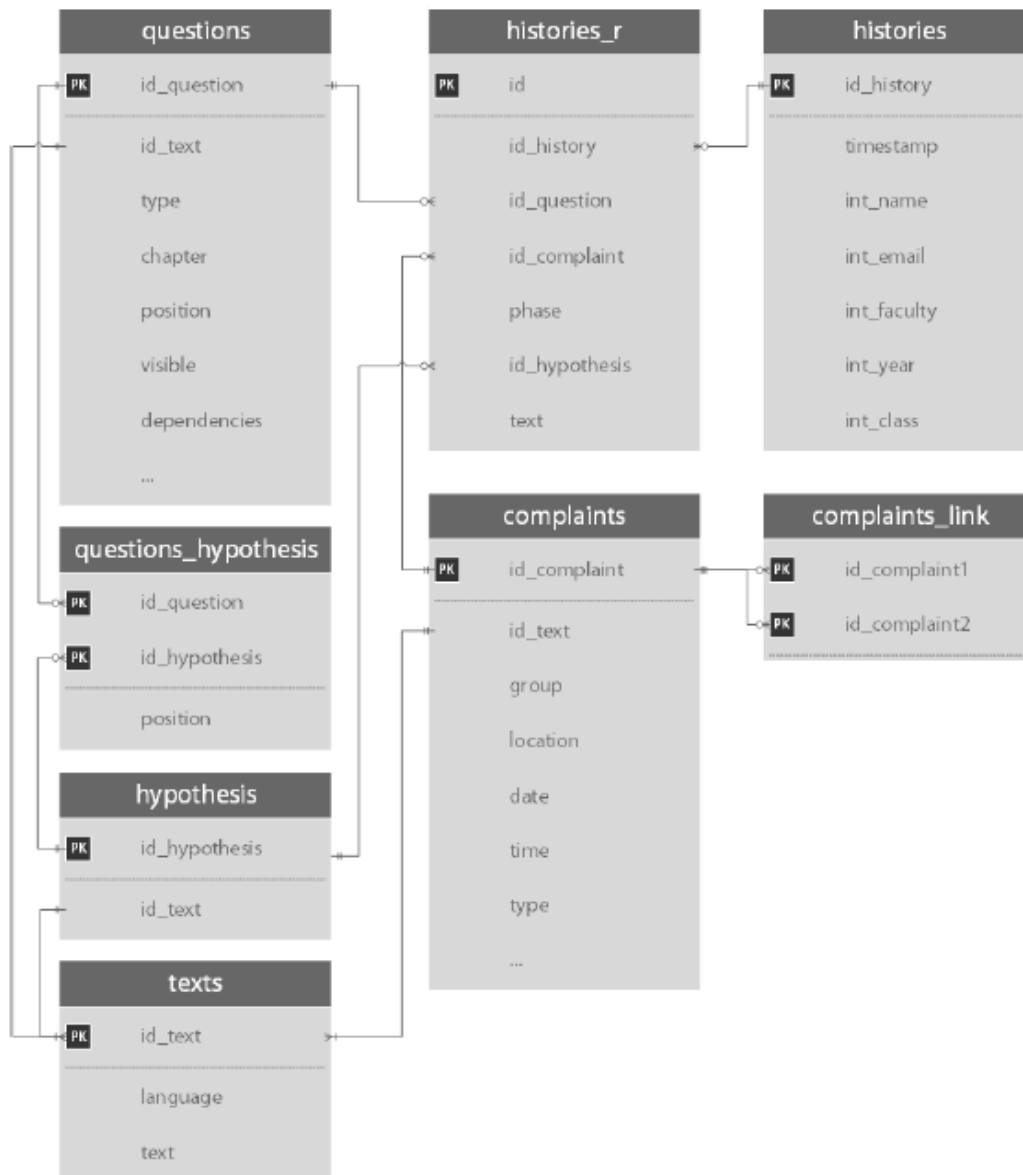 questions
PK id_question
id_text
type
chapter
position
visible
dependencies
...
questions_hypothesis
PK id_question
PK id_hypothesis
position
hypothesis
PK id_hypothesis
id_text
texts
PK id_text
language
text
histories_r
PK id
id_history
id_question
id_complaint
phase
id_hypothesis
text
complaints
PK id_complaint
id_text
group
location
date
time
type
...
histories
PK id_history
timestamp
int_name
int_email
int_faculty
int_year
int_class
complaints_link
PK id_complaint1
PK id_complaint2